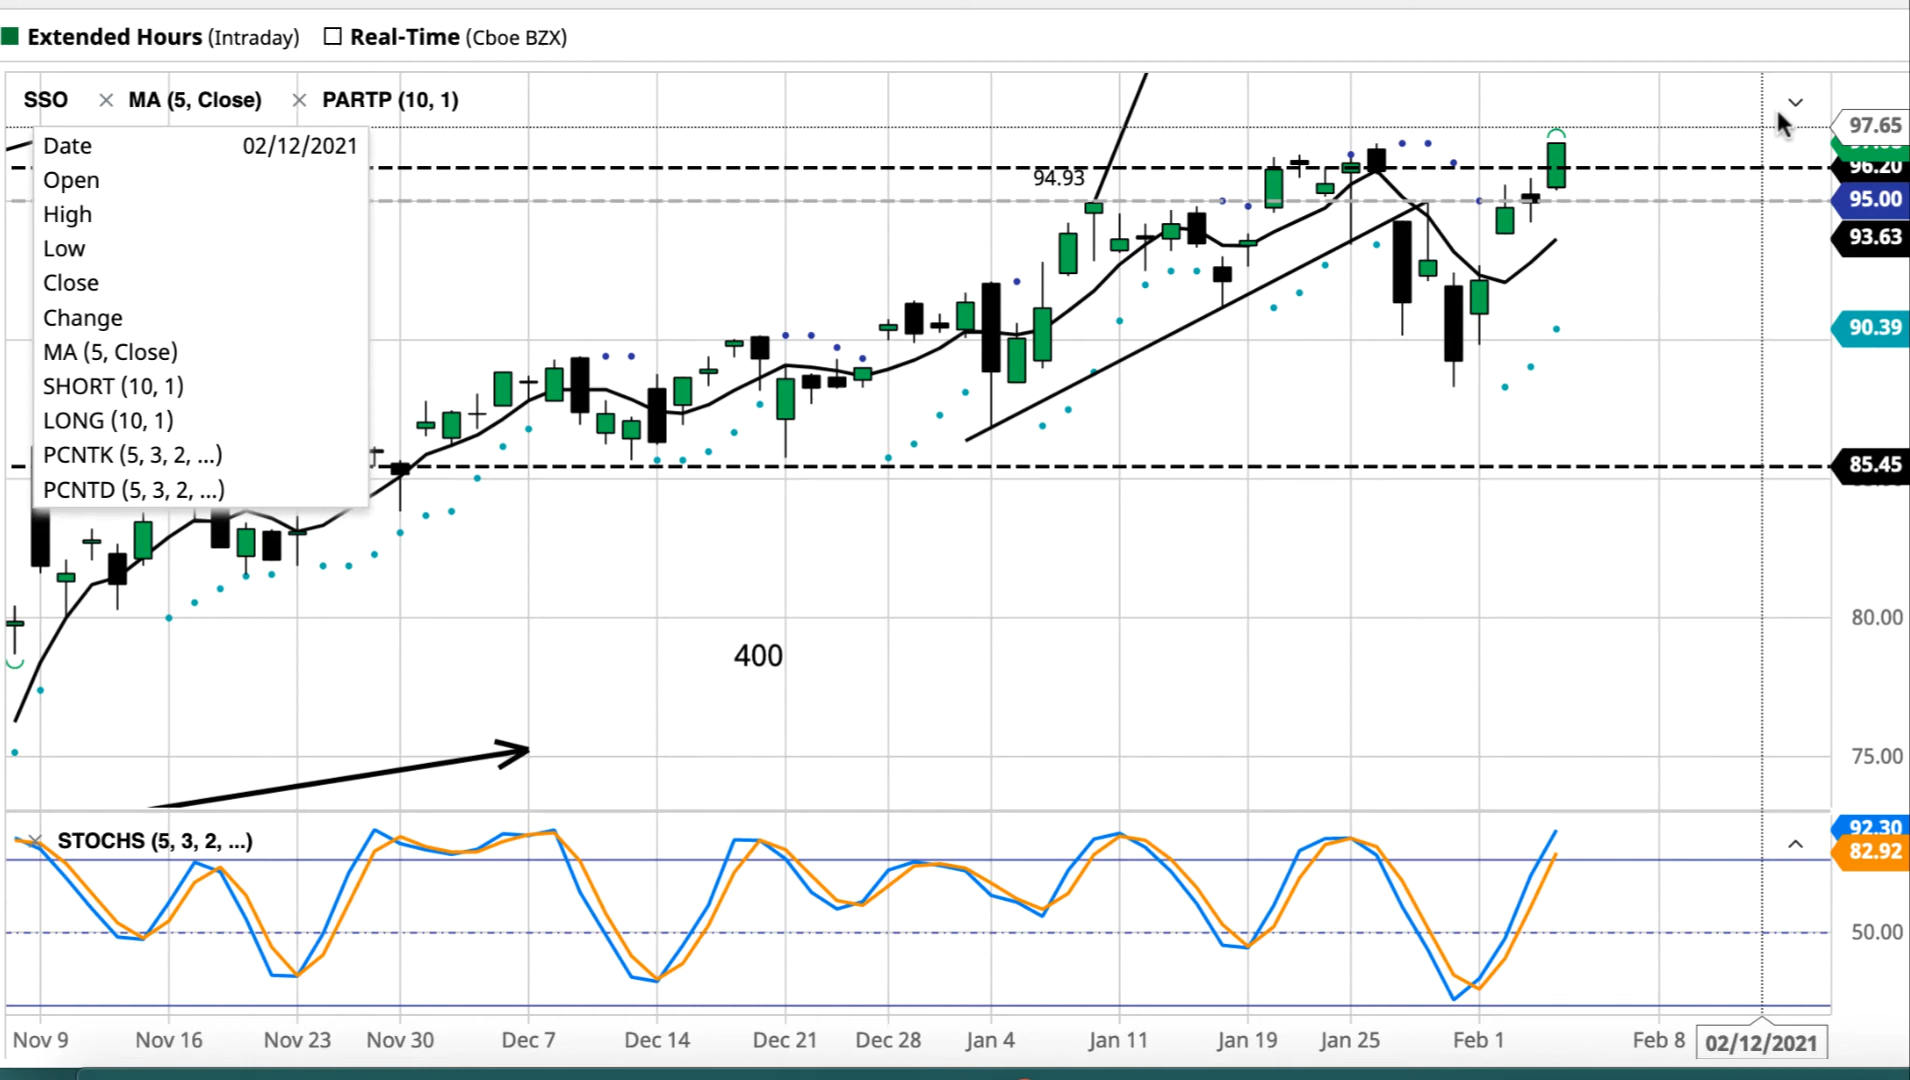 Extended Hours (Intraday) Real-Time (Cboe BZX)
SSO × MA (5, Close) × PARTP (10, 1)
Date 02/12/2021
Open
High
Low
Close
Change
MA (5, Close)
SHORT (10, 1)
LONG (10, 1)
PCNTK (5, 3, 2, ...)
PCNTD (5, 3, 2, ...)
94.93
400
97.65
96.20
95.00
93.63
90.39
85.45
80.00
75.00
STOCHS (5, 3, 2, ...)
92.30
82.92
50.00
Nov 9 Nov 16 Nov 23 Nov 30 Dec 7 Dec 14 Dec 21 Dec 28 Jan 4 Jan 11 Jan 19 Jan 25 Feb 1 Feb 8 02/12/2021